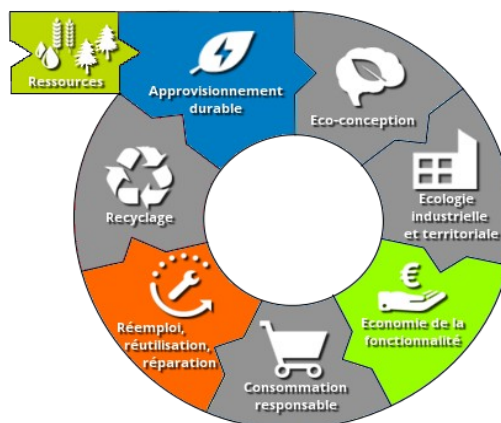 Ressources
Approvisionnement
durable
Eco-conception
Ecologie
industrielle
et territoriale
€
Economie de la
fonctionnalité
Consommation
responsable
Réemploi,
réutilisation,
réparation
Recyclage